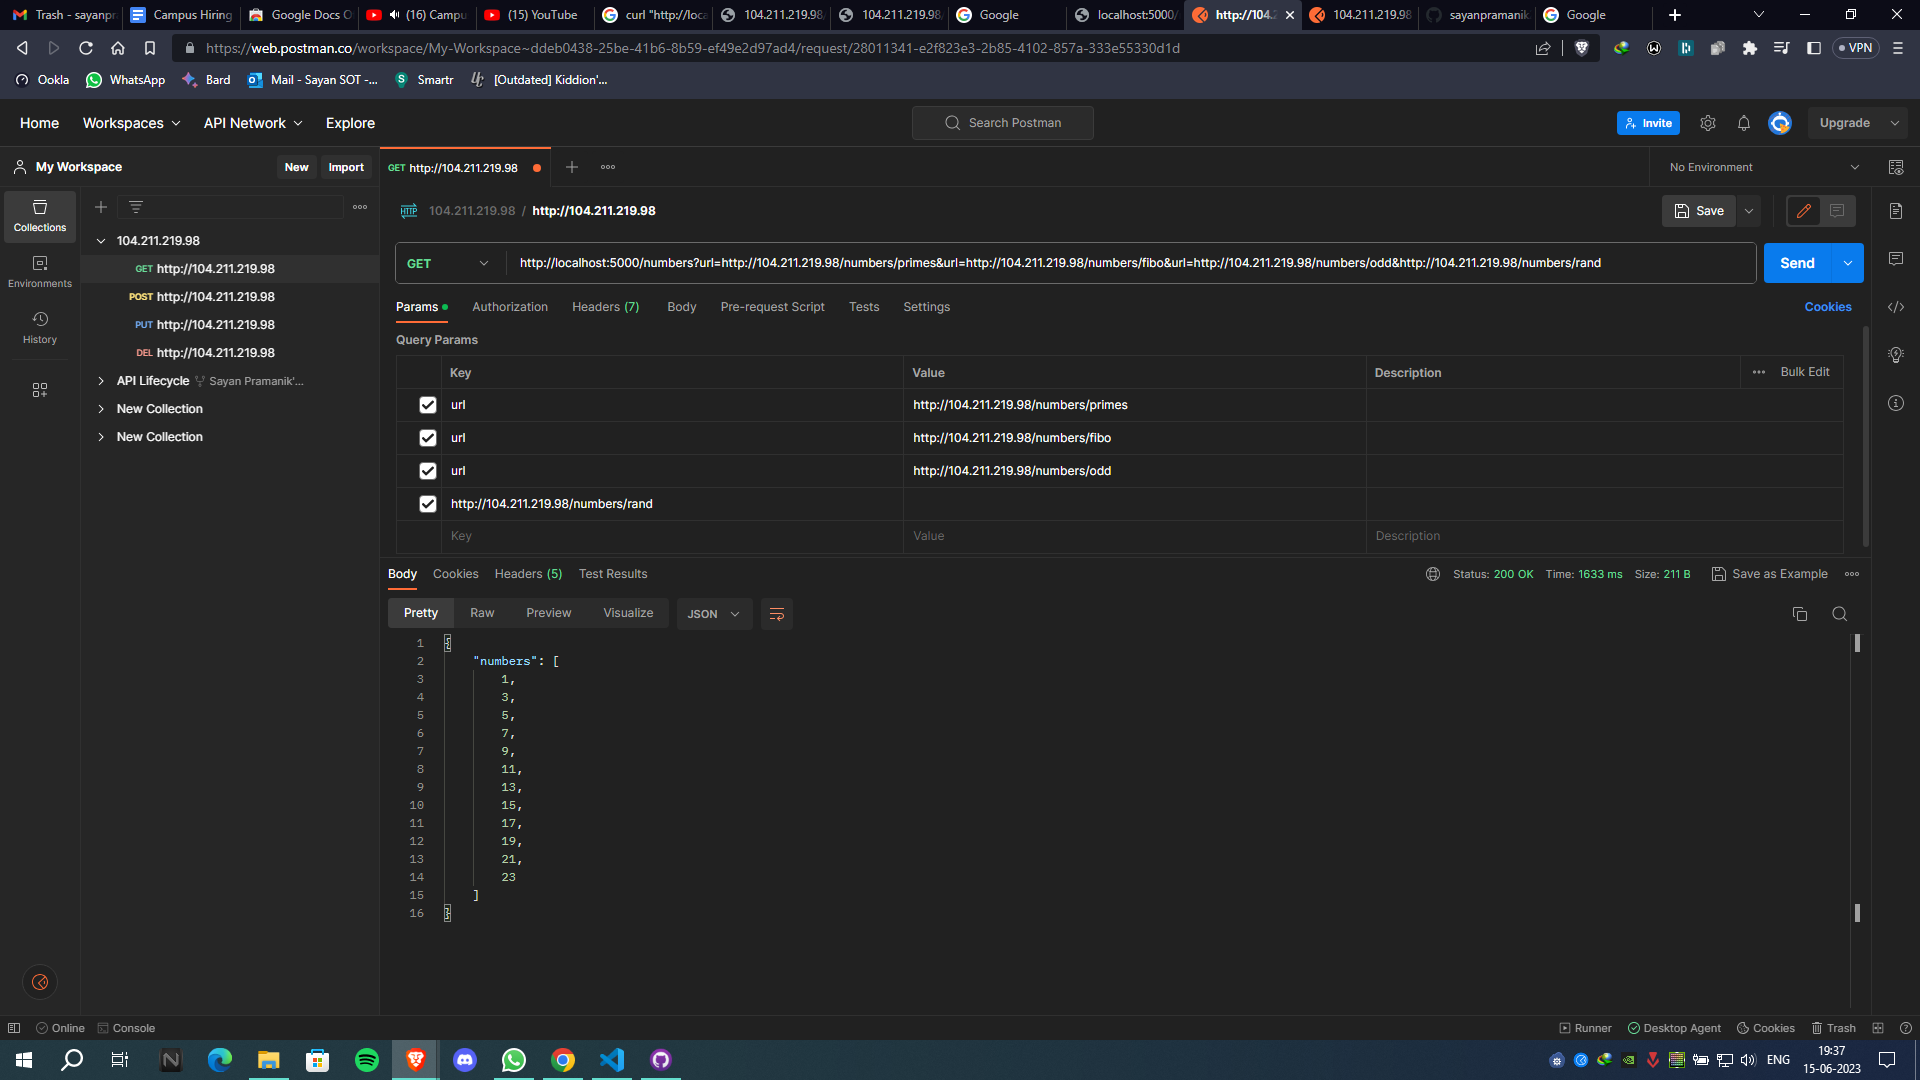 Trash - sayanpr
Campus Hiring
Google Docs O
(16) Campu
(15) YouTube
curl "http://loca
104.211.219.98/
104.211.219.98/
Google
localhost:5000/
http://104.2
104.211.219.98
sayanpramanik
Google
https://web.postman.co/workspace/My-Workspace~ddeb0438-25be-41b6-8b59-ef49e2d97ad4/request/28011341-e2f823e3-2b85-4102-857a-333e55330d1d
VPN
Ookla
WhatsApp
Bard
Mail - Sayan SOT -...
Smartr
[Outdated] Kiddion'...
Home
Workspaces
API Network
Explore
Search Postman
Invite
Upgrade
My Workspace
New
Import
GET http://104.211.219.98
No Environment
Collections
Environments
History
104.211.219.98
GET http://104.211.219.98
POST http://104.211.219.98
PUT http://104.211.219.98
DEL http://104.211.219.98
API Lifecycle Sayan Pramanik'...
New Collection
New Collection
HTTP 104.211.219.98 / http://104.211.219.98
Save
GET
http://localhost:5000/numbers?url=http://104.211.219.98/numbers/primes&url=http://104.211.219.98/numbers/fibo&url=http://104.211.219.98/numbers/odd&http://104.211.219.98/numbers/rand
Send
Params
Authorization
Headers (7)
Body
Pre-request Script
Tests
Settings
Cookies
Query Params
Key Value Description ••• Bulk Edit
url http://104.211.219.98/numbers/primes
url http://104.211.219.98/numbers/fibo
url http://104.211.219.98/numbers/odd
http://104.211.219.98/numbers/rand
Key Value Description
Body Cookies Headers (5) Test Results
Status: 200 OK Time: 1633 ms Size: 211 B
Save as Example
Pretty Raw Preview Visualize JSON
1 {
2 "numbers": [
3 1,
4 3,
5 5,
6 7,
7 9,
8 11,
9 13,
10 15,
11 17,
12 19,
13 21,
14 23
15 ]
16 }
Online
Console
Runner
Desktop Agent
Cookies
Trash
ENG
19:37
15-06-2023